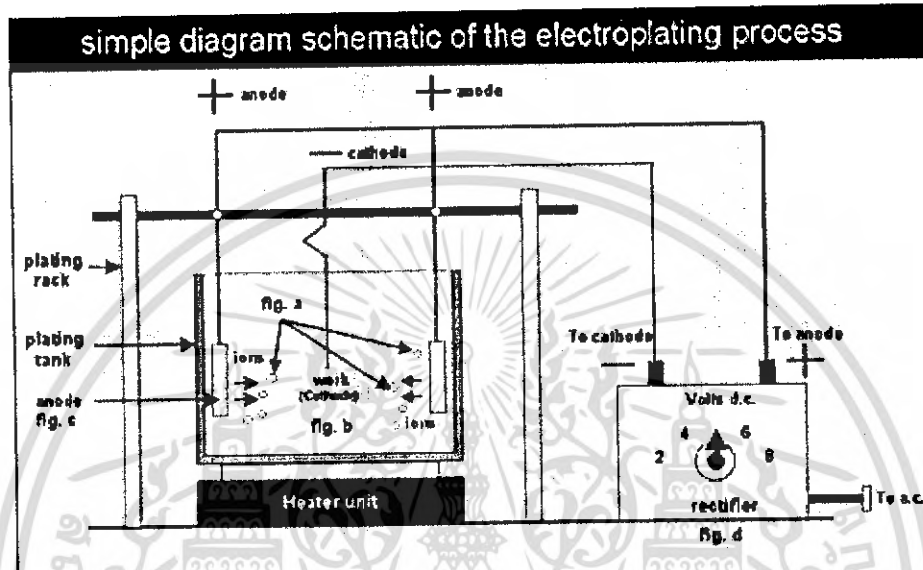 simple diagram schematic of the electroplating process
+ anode
+ anode
— cathode
plating rack
plating tank
anode fig. c
fig. a
ions
work
(Cathode)
fig. b
ions
Heater unit
To cathode
—
To anode
+
Volts d.c.
2 4 6 8
rectifier
fig. d
To a.c.